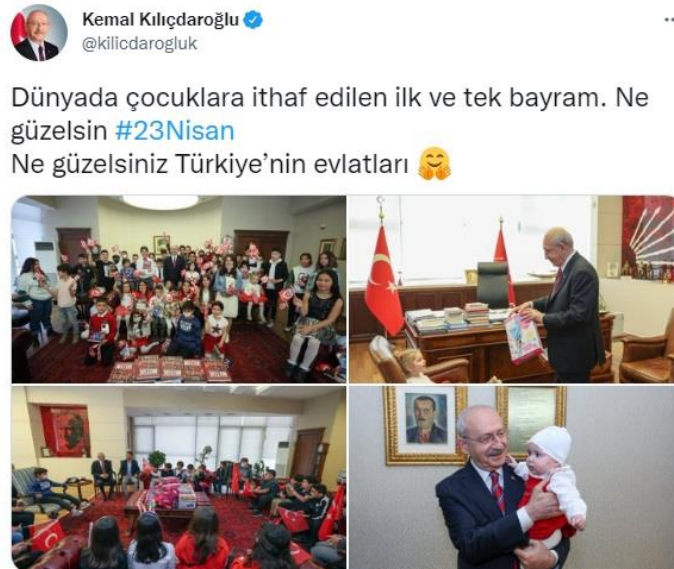 Kemal Kılıçdaroğlu
@kilicdarogluk
Dünyada çocuklara ithaf edilen ilk ve tek bayram. Ne
güzelsin #23Nisan
Ne güzelsiniz Türkiye’nin evlatları 🤗